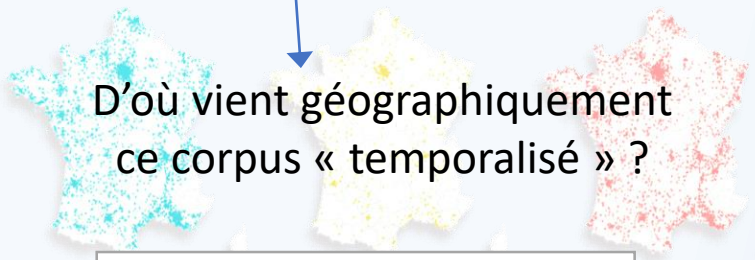 D’où vient géographiquement
ce corpus « temporalisé » ?